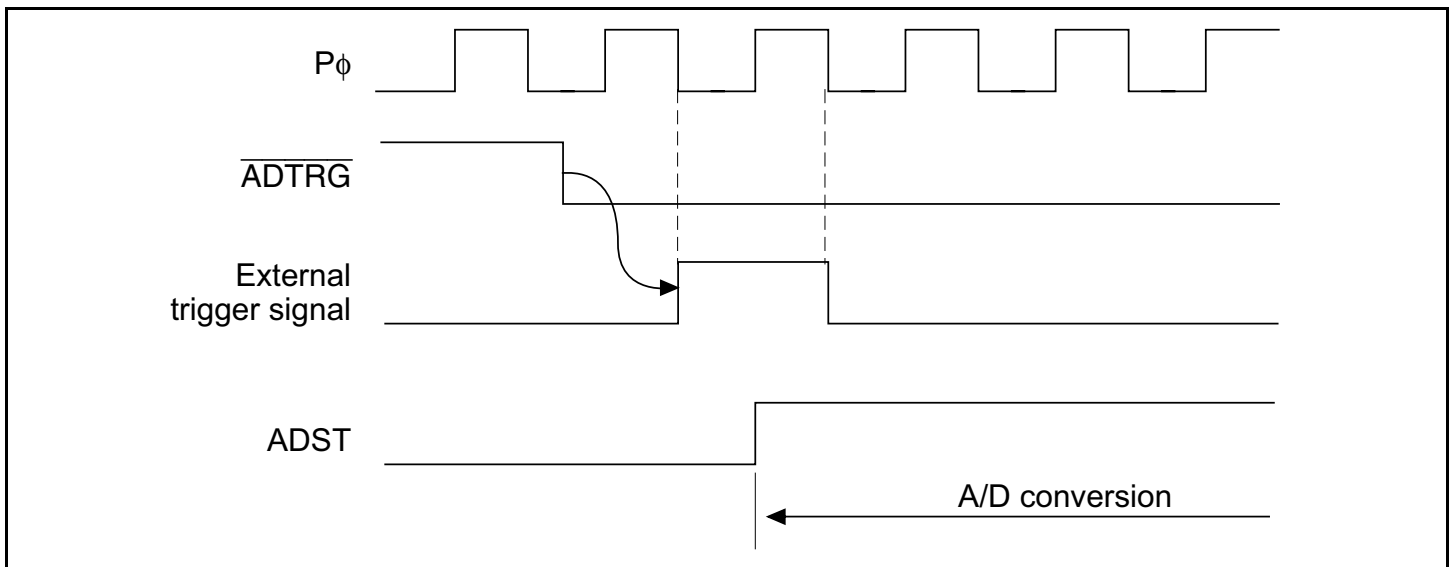 Pϕ
ADTRG
External
trigger signal
ADST
A/D conversion